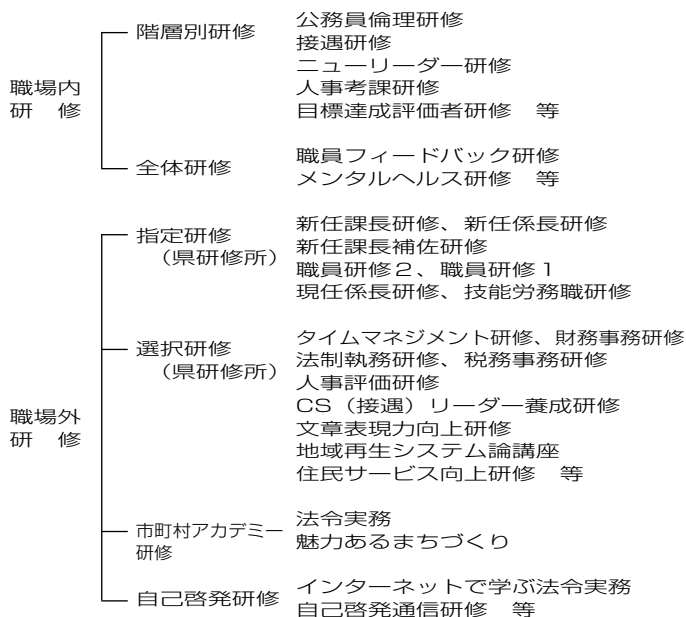 職場内
研　修
階層別研修
公務員倫理研修
接遇研修
ニューリーダー研修
人事考課研修
目標達成評価者研修　等
全体研修
職員フィードバック研修
メンタルヘルス研修　等
職場外
研　修
指定研修
（県研修所）
新任課長研修、新任係長研修
新任課長補佐研修
職員研修２、職員研修１
現任係長研修、技能労務職研修
選択研修
（県研修所）
タイムマネジメント研修、財務事務研修
法制執務研修、税務事務研修
人事評価研修
CS（接遇）リーダー養成研修
文章表現力向上研修
地域再生システム論講座
住民サービス向上研修　等
市町村アカデミー
研修
法令実務
魅力あるまちづくり
自己啓発研修
インターネットで学ぶ法令実務
自己啓発通信研修　等